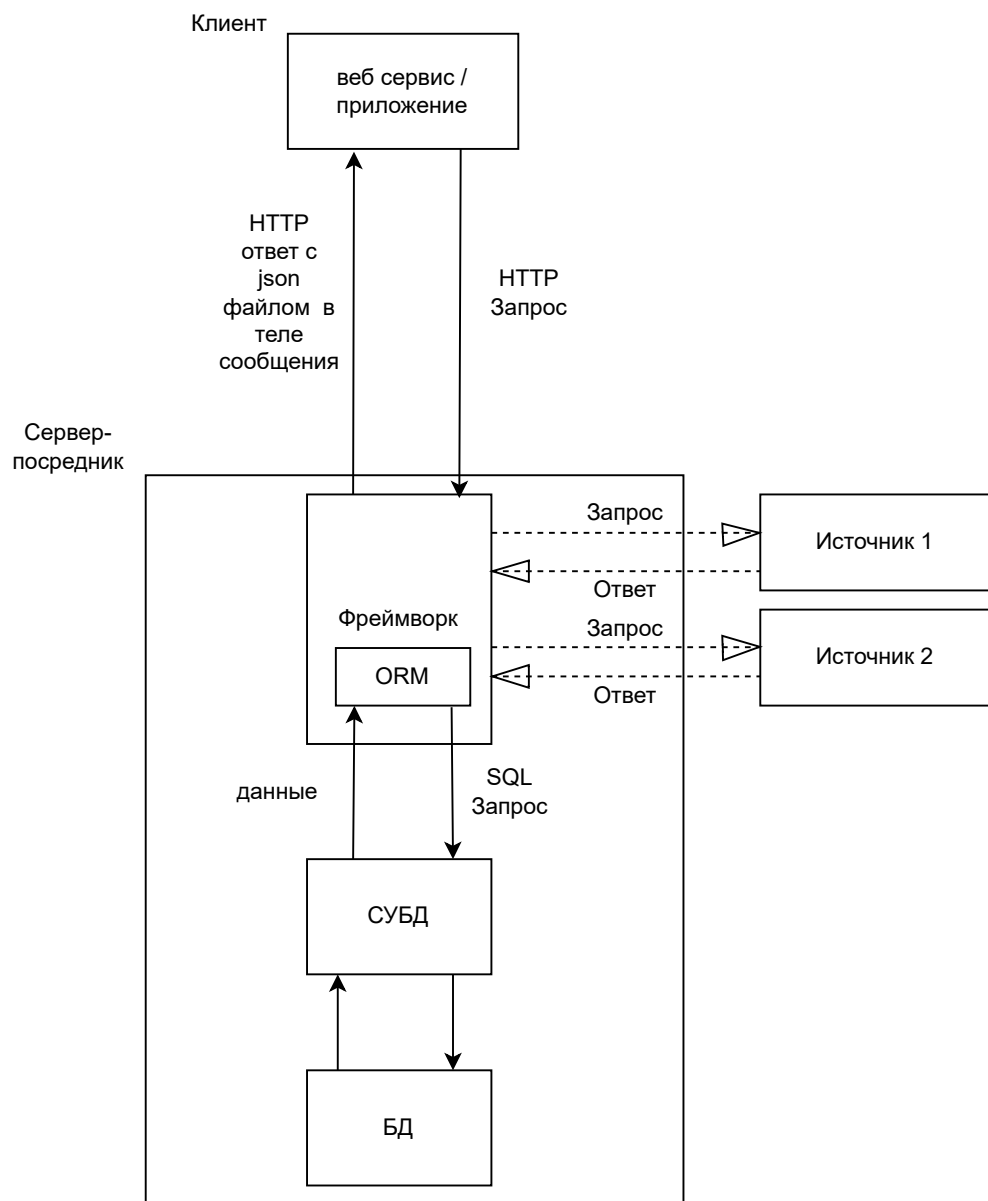 Клиент
веб сервис /
приложение
HTTP
ответ с
json
файлом в
теле
сообщения
HTTP
Запрос
Сервер-
посредник
Запрос
Источник 1
Ответ
Фреймворк
Запрос
Источник 2
ORM
Ответ
данные
SQL
Запрос
СУБД
БД